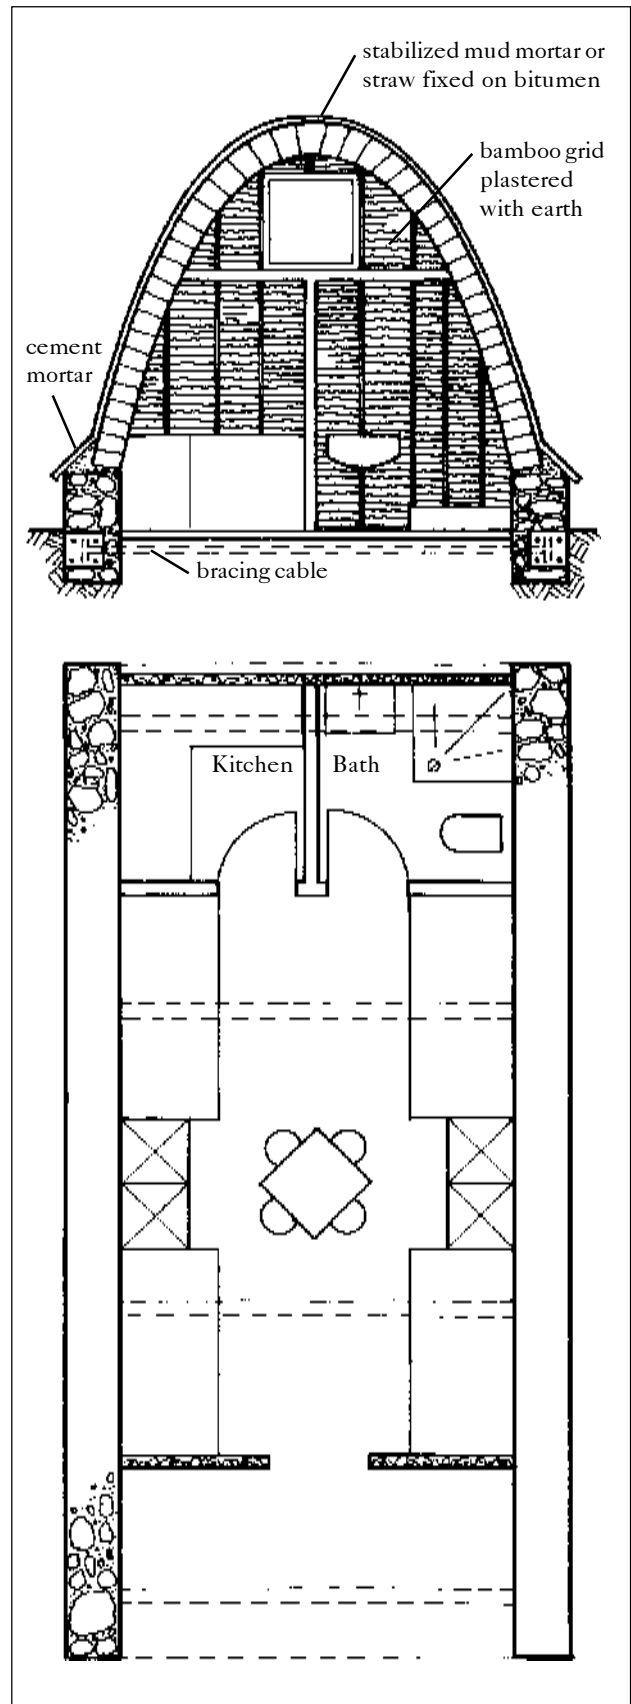 stabilized mud mortar or
straw fixed on bitumen
bamboo grid
plastered
with earth
cement
mortar
bracing cable
Kitchen
Bath